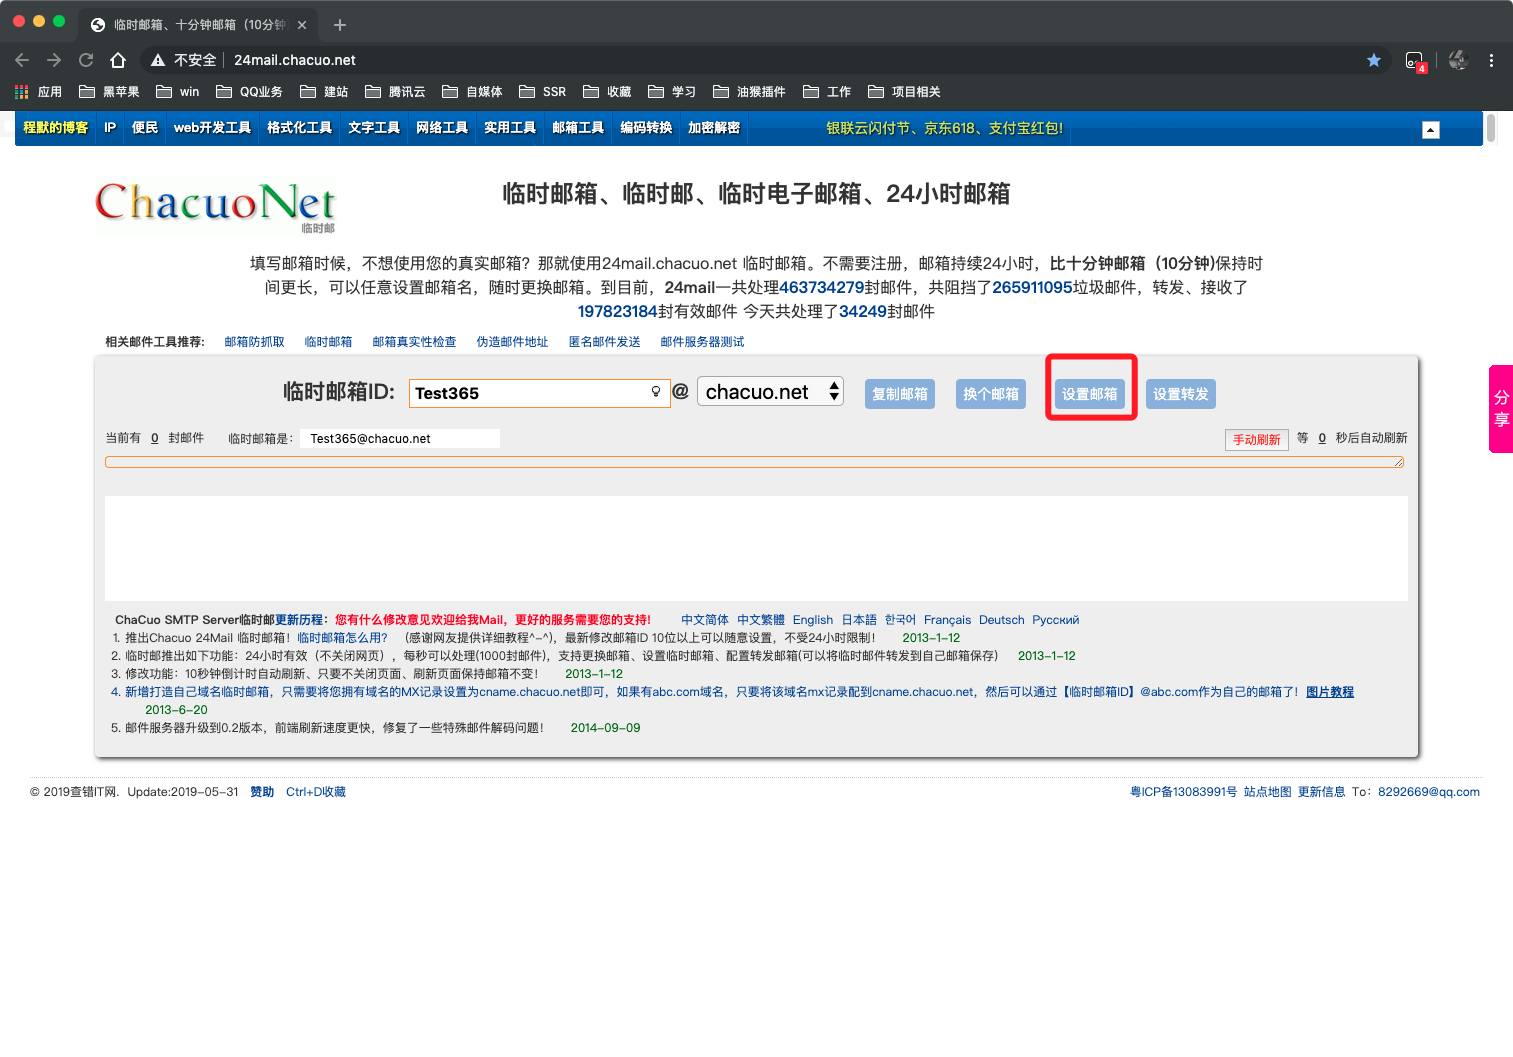 临时邮箱、十分钟邮箱（10分钟
不安全 24mail.chacuo.net 4
应用 黑苹果 win QQ业务 建站 腾讯云 自媒体 SSR 收藏 学习 油猴插件 工作 项目相关
程默的博客 IP 便民 web开发工具 格式化工具 文字工具 网络工具 实用工具 邮箱工具 编码转换 加密解密 银联云闪付节、京东618、支付宝红包!
ChacuoNet
临时邮
临时邮箱、临时邮、临时电子邮箱、24小时邮箱
填写邮箱时候，不想使用您的真实邮箱？那就使用24mail.chacuo.net 临时邮箱。不需要注册，邮箱持续24小时，比十分钟邮箱（10分钟)保持时
间更长，可以任意设置邮箱名，随时更换邮箱。到目前，24mail一共处理463734279封邮件，共阻挡了265911095垃圾邮件，转发、接收了
197823184封有效邮件 今天共处理了34249封邮件
相关邮件工具推荐: 邮箱防抓取 临时邮箱 邮箱真实性检查 伪造邮件地址 匿名邮件发送 邮件服务器测试
临时邮箱ID: Test365 @ chacuo.net 复制邮箱 换个邮箱 设置邮箱 设置转发
分享
当前有 0 封邮件 临时邮箱是： Test365@chacuo.net 手动刷新 等 0 秒后自动刷新
ChaCuo SMTP Server临时邮更新历程：您有什么修改意见欢迎给我Mail，更好的服务需要您的支持! 中文简体 中文繁體 English 日本語 한국어 Français Deutsch Русский
1. 推出Chacuo 24Mail 临时邮箱！临时邮箱怎么用? (感谢网友提供详细教程^-^)，最新修改邮箱ID 10位以上可以随意设置，不受24小时限制！ 2013-1-12
2. 临时邮推出如下功能：24小时有效（不关闭网页），每秒可以处理(1000封邮件)，支持更换邮箱、设置临时邮箱、配置转发邮箱(可以将临时邮件转发到自己邮箱保存) 2013-1-12
3. 修改功能：10秒钟倒计时自动刷新、只要不关闭页面、刷新页面保持邮箱不变！ 2013-1-12
4. 新增打造自己域名临时邮箱，只需要将您拥有域名的MX记录设置为cname.chacuo.net即可，如果有abc.com域名，只要将该域名mx记录配到cname.chacuo.net，然后可以通过【临时邮箱ID】@abc.com作为自己的邮箱了！图片教程
2013-6-20
5. 邮件服务器升级到0.2版本，前端刷新速度更快，修复了一些特殊邮件解码问题！ 2014-09-09
© 2019查错IT网. Update:2019-05-31 赞助 Ctrl+D收藏 粤ICP备13083991号 站点地图 更新信息 To：8292669@qq.com